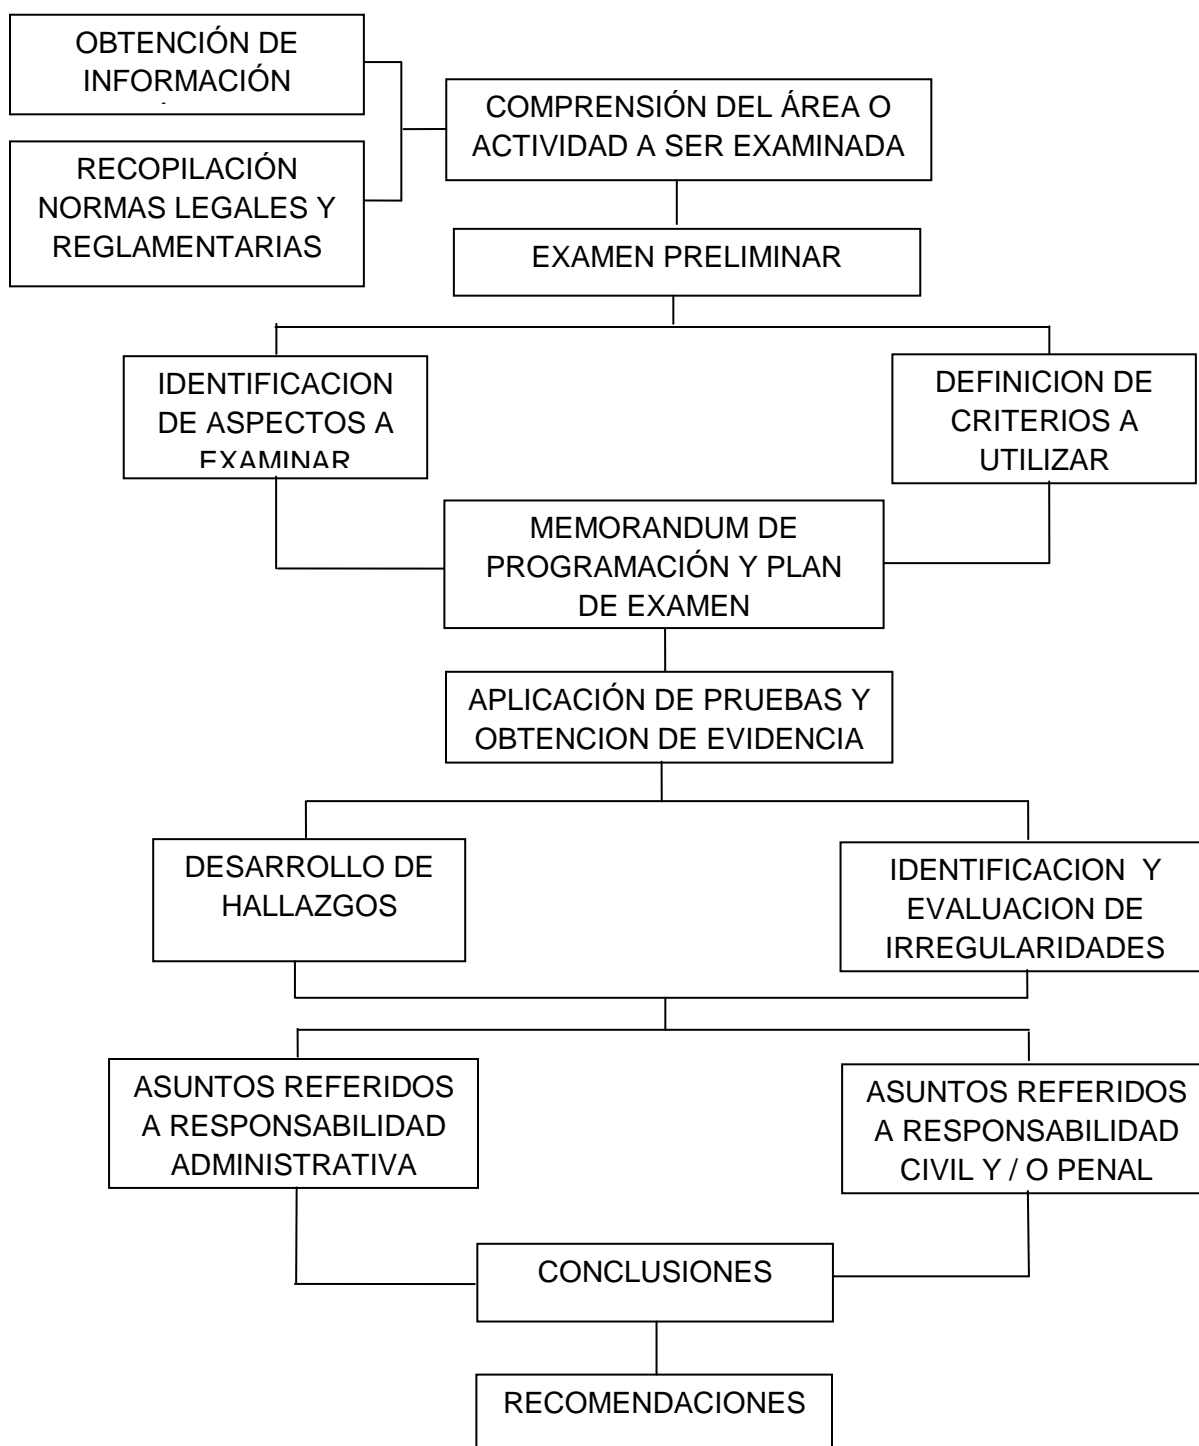 OBTENCIÓN DE
INFORMACIÓN
COMPRENSIÓN DEL ÁREA O
ACTIVIDAD A SER EXAMINADA
RECOPILACIÓN
NORMAS LEGALES Y
REGLAMENTARIAS
EXAMEN PRELIMINAR
IDENTIFICACION
DE ASPECTOS A
EXAMINAR
DEFINICION DE
CRITERIOS A
UTILIZAR
MEMORANDUM DE
PROGRAMACIÓN Y PLAN
DE EXAMEN
APLICACIÓN DE PRUEBAS Y
OBTENCION DE EVIDENCIA
DESARROLLO DE
HALLAZGOS
IDENTIFICACION Y
EVALUACION DE
IRREGULARIDADES
ASUNTOS REFERIDOS
A RESPONSABILIDAD
ADMINISTRATIVA
ASUNTOS REFERIDOS
A RESPONSABILIDAD
CIVIL Y / O PENAL
CONCLUSIONES
RECOMENDACIONES